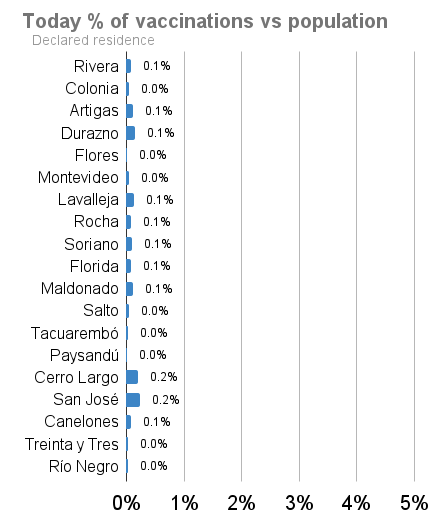 Today % of vaccinations vs population
Declared residence
Rivera 0.1%
Colonia 0.0%
Artigas 0.1%
Durazno 0.1%
Flores 0.0%
Montevideo 0.0%
Lavalleja 0.1%
Rocha 0.1%
Soriano 0.1%
Florida 0.1%
Maldonado 0.1%
Salto 0.0%
Tacuarembó 0.0%
Paysandú 0.0%
Cerro Largo 0.2%
San José 0.2%
Canelones 0.1%
Treinta y Tres 0.0%
Río Negro 0.0%
0% 1% 2% 3% 4% 5%